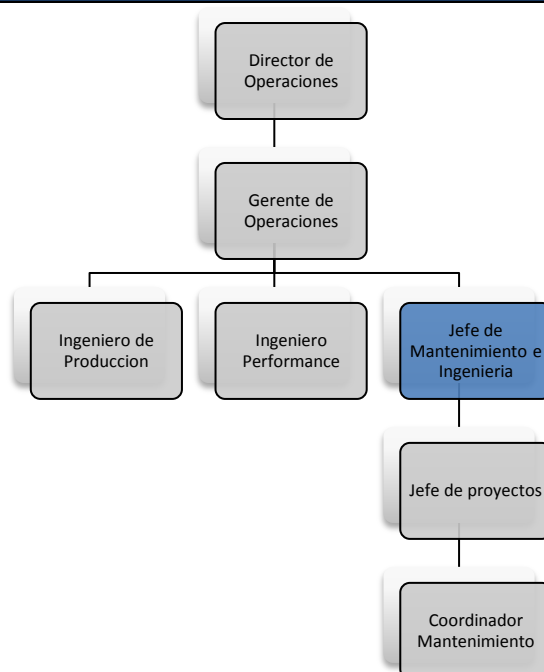 Director de
Operaciones
Gerente de
Operaciones
Ingeniero de
Produccion
Ingeniero
Performance
Jefe de
Mantenimiento e
Ingenieria
Jefe de proyectos
Coordinador
Mantenimiento